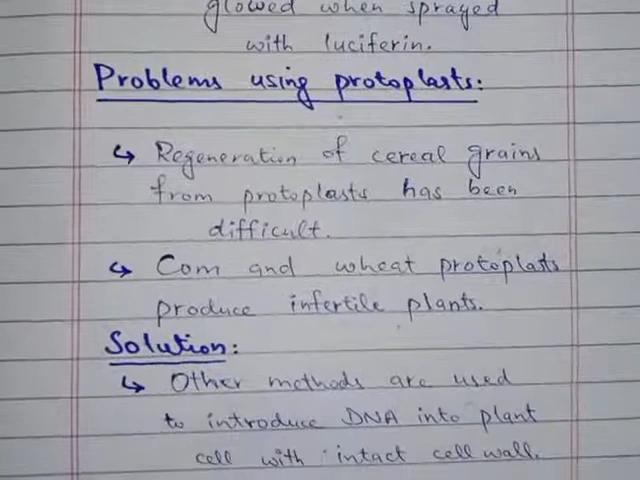 glowed when sprayed
with luciferin.
Problems using protoplasts:
↳ Regeneration of cereal grains
from protoplasts has been
difficult.
↳ Corn and wheat protoplasts
produce infertile plants.
Solution:
↳ Other methods are used
to introduce DNA into plant
cell with intact cell wall.